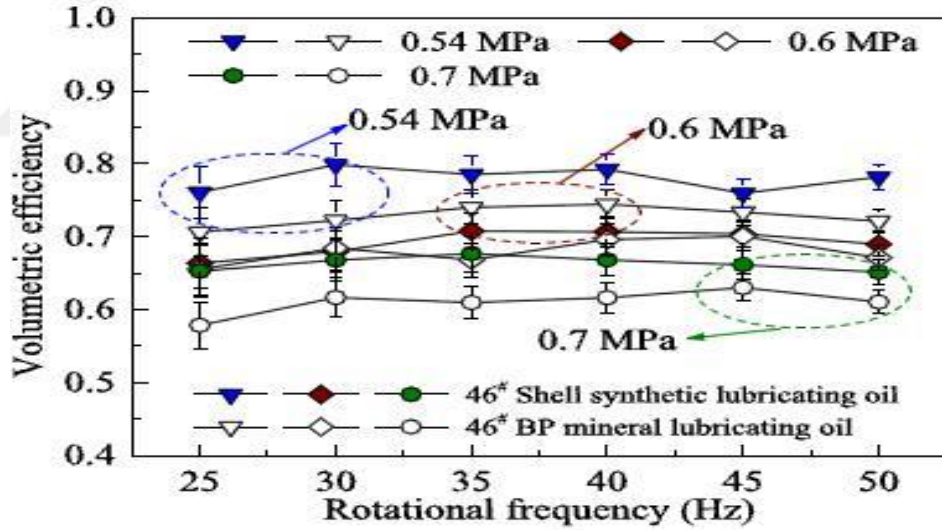 1.0
0.54 MPa 0.6 MPa
0.7 MPa
0.9
0.54 MPa
0.6 MPa
0.8
0.7
0.6
0.7 MPa
0.5
46# Shell synthetic lubricating oil
46# BP mineral lubricating oil
0.4
25 30 35 40 45 50
Rotational frequency (Hz)
Volumetric efficiency